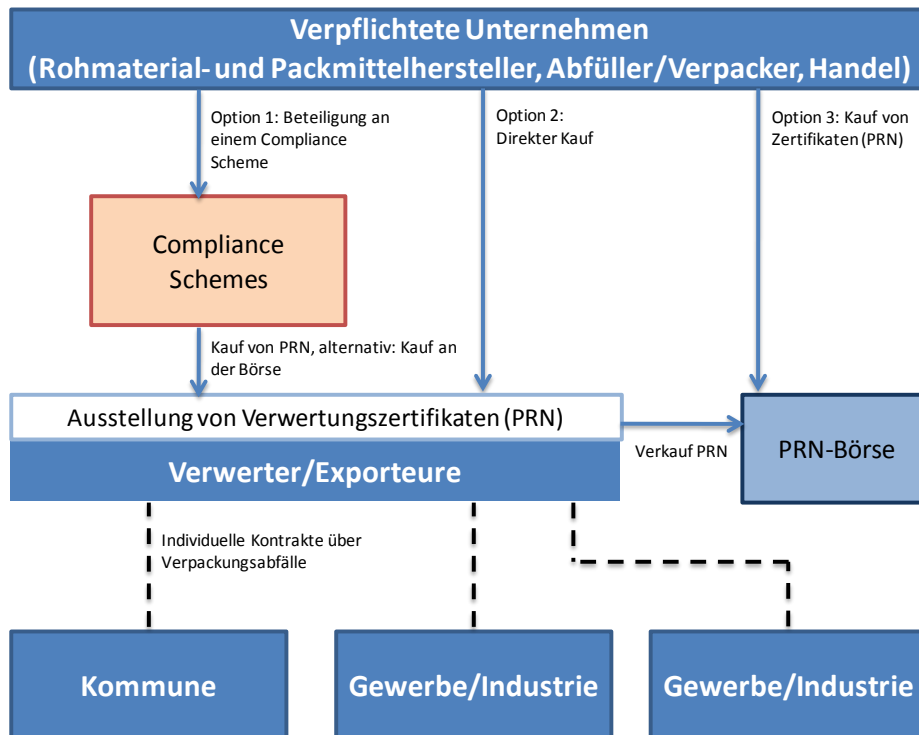 Verpflichtete Unternehmen
(Rohmaterial- und Packmittelhersteller, Abfüller/Verpacker, Handel)
Option 1: Beteiligung an
einem Compliance
Scheme
Option 2:
Direkter Kauf
Option 3: Kauf von
Zertifikaten (PRN)
Compliance
Schemes
Kauf von PRN, alternativ: Kauf an
der Börse
Ausstellung von Verwertungszertifikaten (PRN)
Verwerter/Exporteure
Verkauf PRN
PRN-Börse
Individuelle Kontrakte über
Verpackungsabfälle
Kommune
Gewerbe/Industrie
Gewerbe/Industrie